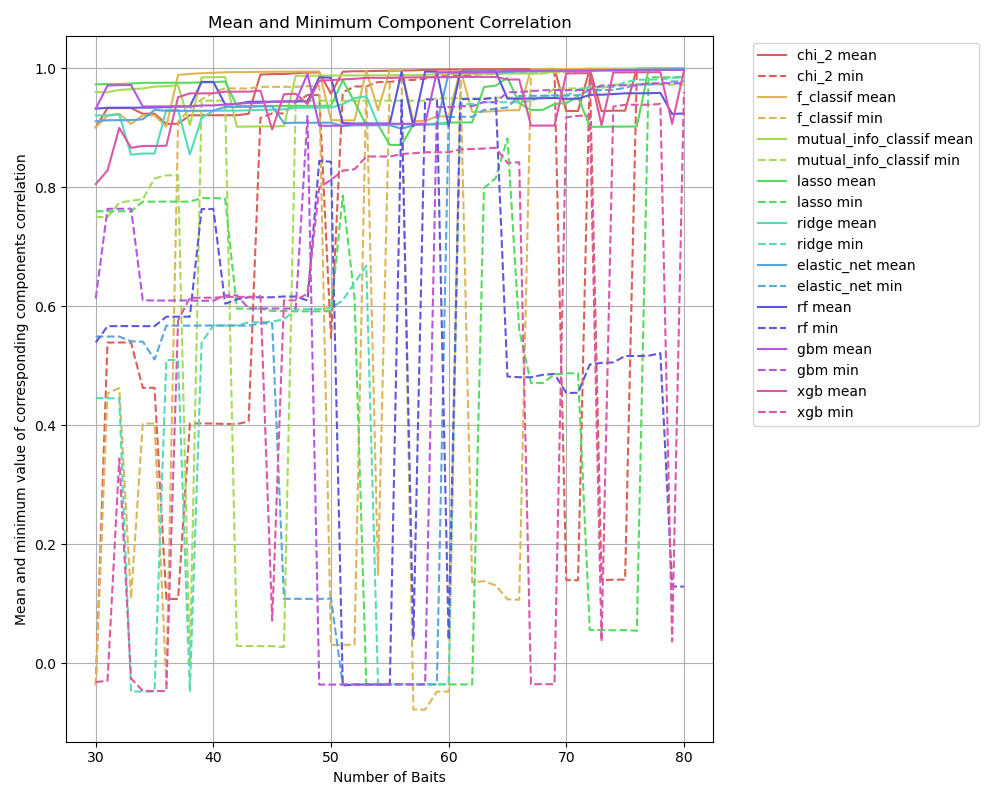 Mean and Minimum Component Correlation
Mean and minimum value of corresponding components correlation
1.0
0.8
0.6
0.4
0.2
0.0
30
40
50
60
70
80
Number of Baits
chi_2 mean
chi_2 min
f_classif mean
f_classif min
mutual_info_classif mean
mutual_info_classif min
lasso mean
lasso min
ridge mean
ridge min
elastic_net mean
elastic_net min
rf mean
rf min
gbm mean
gbm min
xgb mean
xgb min